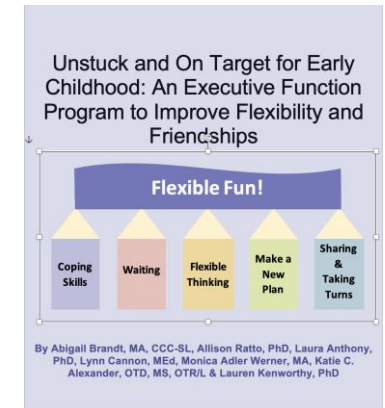 Unstuck and On Target for Early
Childhood: An Executive Function
Program to Improve Flexibility and
Friendships
Flexible Fun!
Coping
Skills
Waiting
Flexible
Thinking
Make a
New
Plan
Sharing
&
Taking
Turns
By Abigail Brandt, MA, CCC-SL, Allison Ratto, PhD, Laura Anthony,
PhD, Lynn Cannon, MEd, Monica Adler Werner, MA, Katie C.
Alexander, OTD, MS, OTR/L & Lauren Kenworthy, PhD